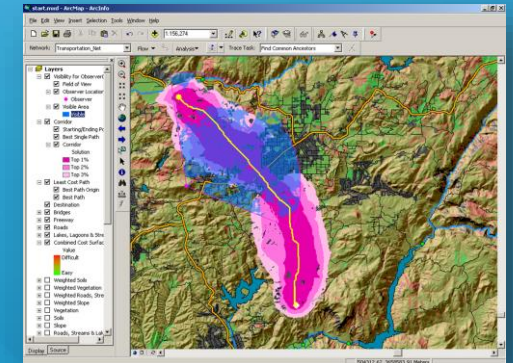 start.mxd - ArcMap - ArcInfo
File Edit View Insert Selection Tools Window Help
1:156,274
Network: Transportation_Net Flow Analysis Trace Task: Find Common Ancestors
Layers
Visibility for Observer
Field of View
Observer Location
Observer
Visible Area
Visible
Corridor
Starting/Ending Po
Best Single Path
Corridor
Solution
Top 1%
Top 2%
Top 3%
Least Cost Path
Best Path Origin
Best Path
Destination
Bridges
Freeway
Roads
Lakes, Lagoons & Stre
Combined Cost Surfac
Value
Difficult
Easy
Weighted Soils
Weighted Vegetation
Weighted Roads, Stre
Weighted Slope
Vegetation
Soils
Slope
Roads, Streams & Lak
Display Source